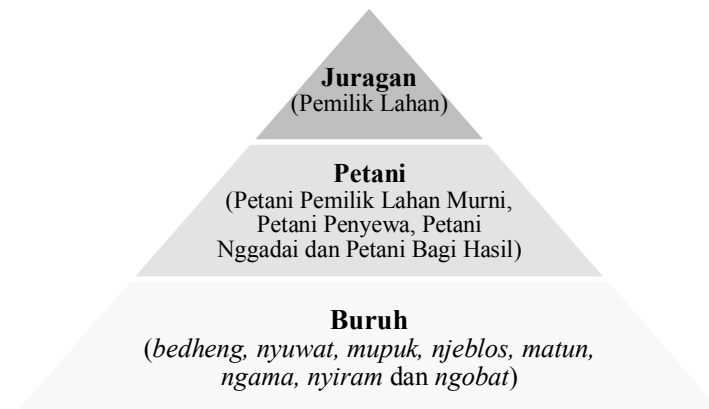 Juragan
(Pemilik Lahan)
Petani
(Petani Pemilik Lahan Murni,
Petani Penyewa, Petani
Nggadai dan Petani Bagi Hasil)
Buruh
(bedheng, nyuwat, mupuk, njeblos, matun,
ngama, nyiram dan ngobat)